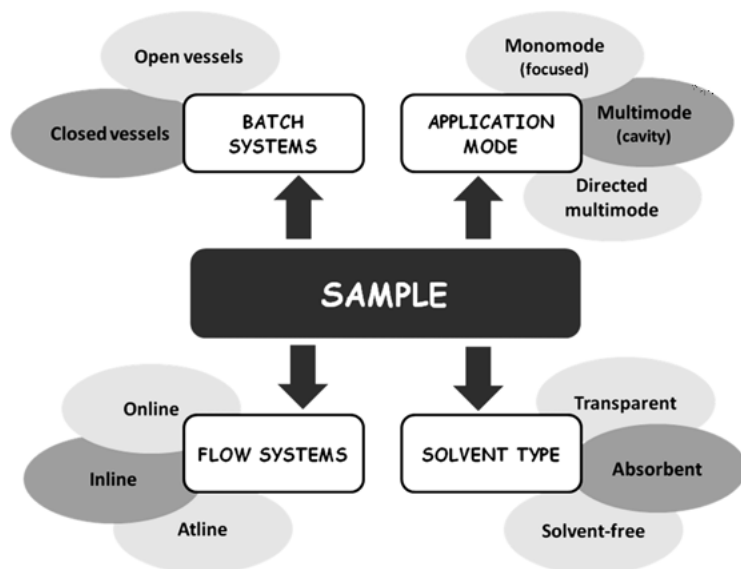 Open vessels
Closed vessels
BATCH
SYSTEMS
Monomode
(focused)
APPLICATION
MODE
Multimode
(cavity)
Directed
multimode
SAMPLE
Online
Inline
FLOW SYSTEMS
Atline
Transparent
SOLVENT TYPE
Absorbent
Solvent-free